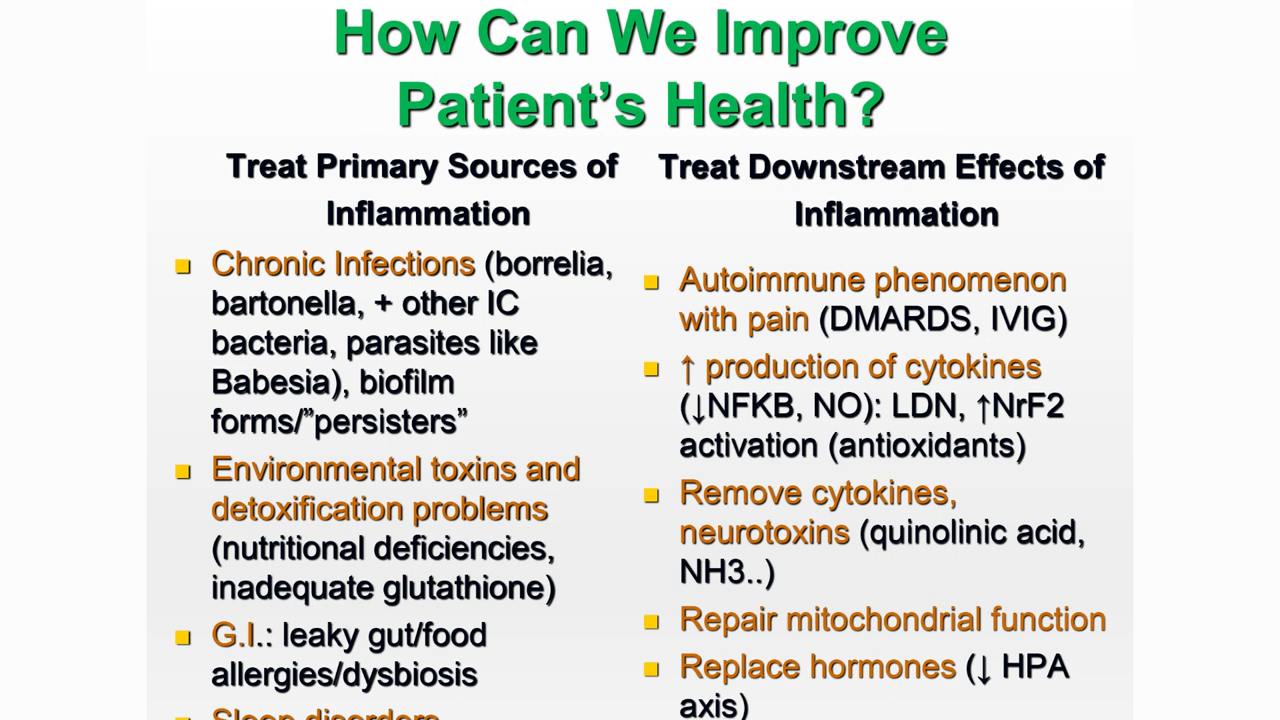 How Can We Improve
Patient’s Health?
Treat Primary Sources of
Inflammation
Chronic Infections (borrelia,
bartonella, + other IC
bacteria, parasites like
Babesia), biofilm
forms/”persisters”
Environmental toxins and
detoxification problems
(nutritional deficiencies,
inadequate glutathione)
G.I.: leaky gut/food
allergies/dysbiosis
Sleep disorders
Treat Downstream Effects of
Inflammation
Autoimmune phenomenon
with pain (DMARDS, IVIG)
↑ production of cytokines
(↓NFKB, NO): LDN, ↑NrF2
activation (antioxidants)
Remove cytokines,
neurotoxins (quinolinic acid,
NH3..)
Repair mitochondrial function
Replace hormones (↓ HPA
axis)